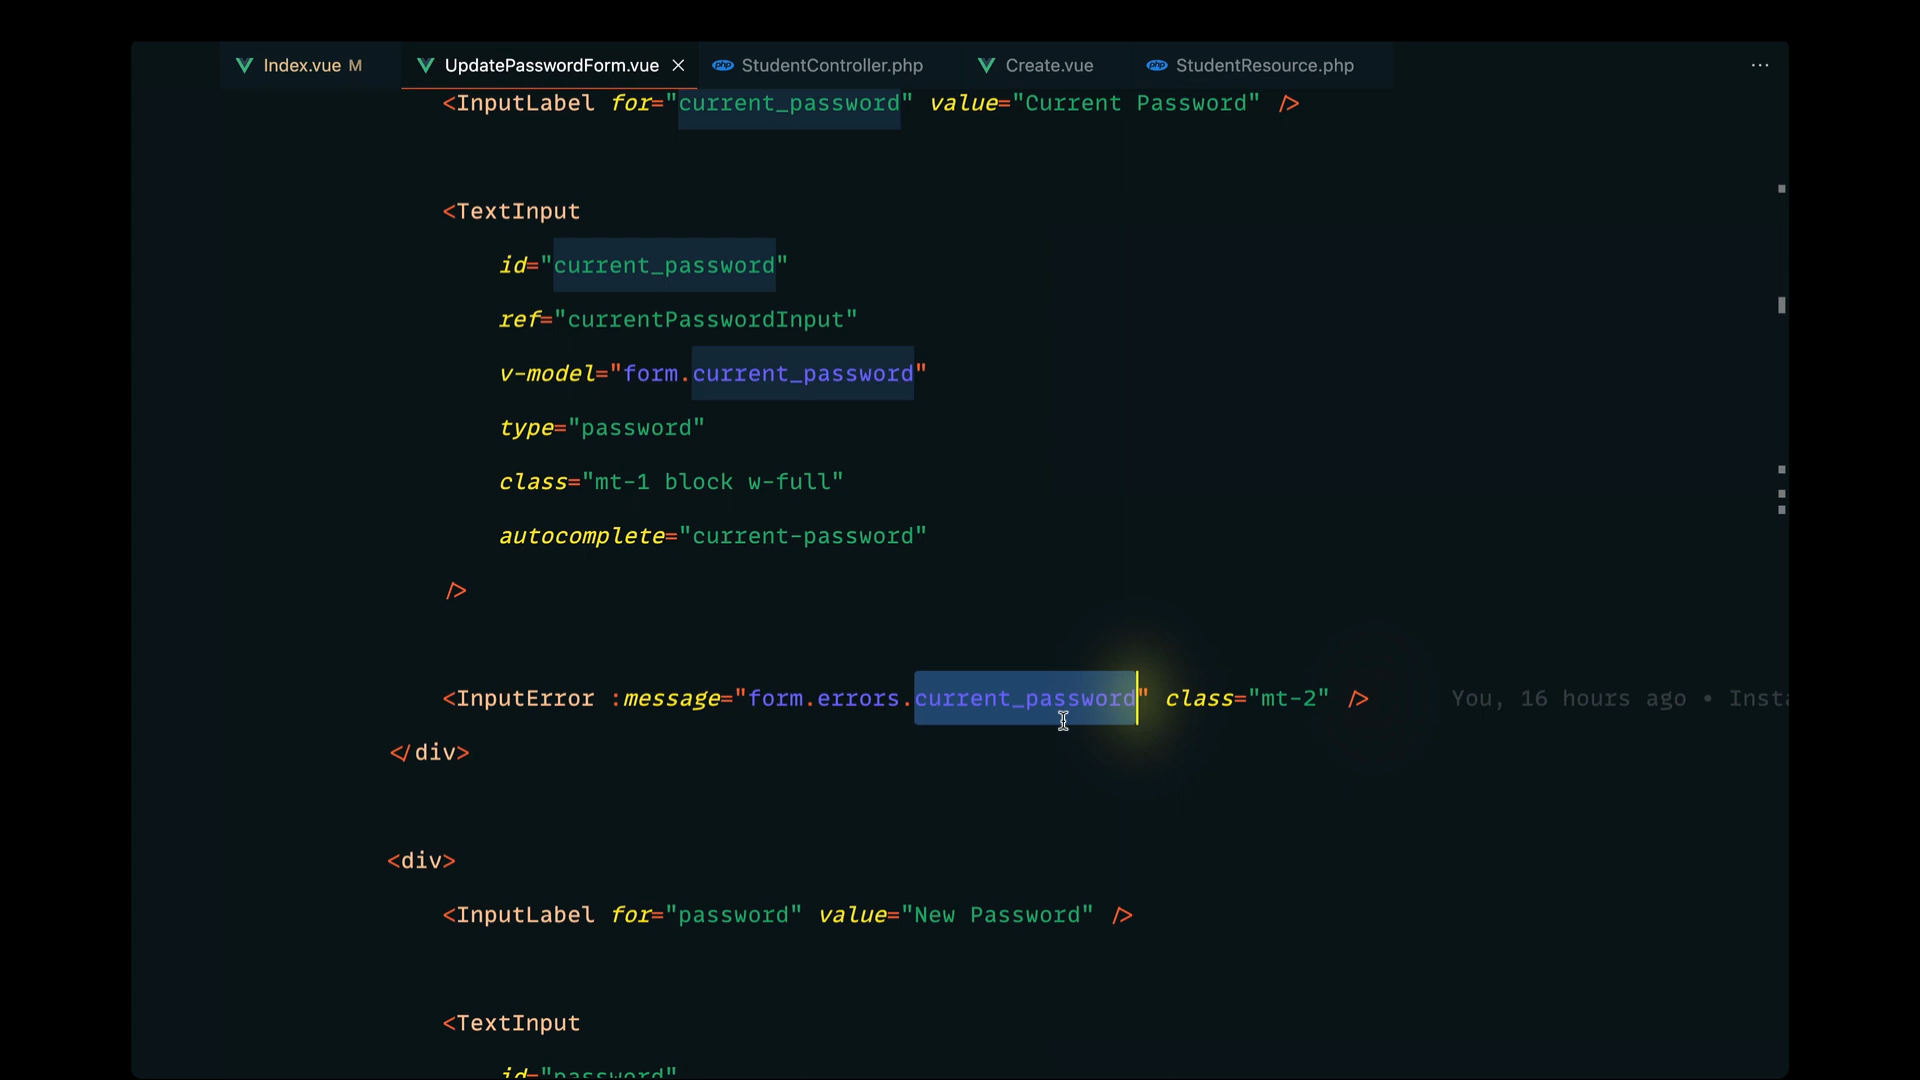 Index.vue M UpdatePasswordForm.vue StudentController.php Create.vue StudentResource.php ...
<InputLabel for="current_password" value="Current Password" />
<TextInput
id="current_password"
ref="currentPasswordInput"
v-model="form.current_password"
type="password"
class="mt-1 block w-full"
autocomplete="current-password"
/>
<InputError :message="form.errors.current_password" class="mt-2" /> You, 16 hours ago •
</div>
<div>
<InputLabel for="password" value="New Password" />
<TextInput
id="password"